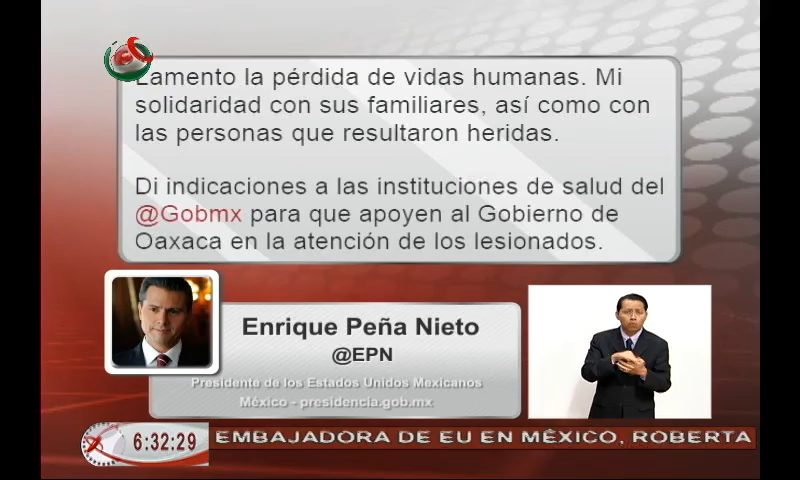 Lamento la pérdida de vidas humanas. Mi
solidaridad con sus familiares, así como con
las personas que resultaron heridas.
Di indicaciones a las instituciones de salud del
@Gobmx para que apoyen al Gobierno de
Oaxaca en la atención de los lesionados.
Enrique Peña Nieto
@EPN
Presidente de los Estados Unidos Mexicanos
México - presidencia.gob.mx
6:32:29
EMBAJADORA DE EU EN MÉXICO, ROBERTA